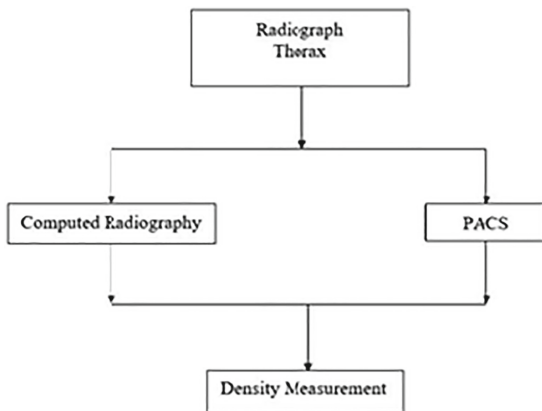 Radiograph
Thorax
Computed Radiography
PACS
Density Measurement